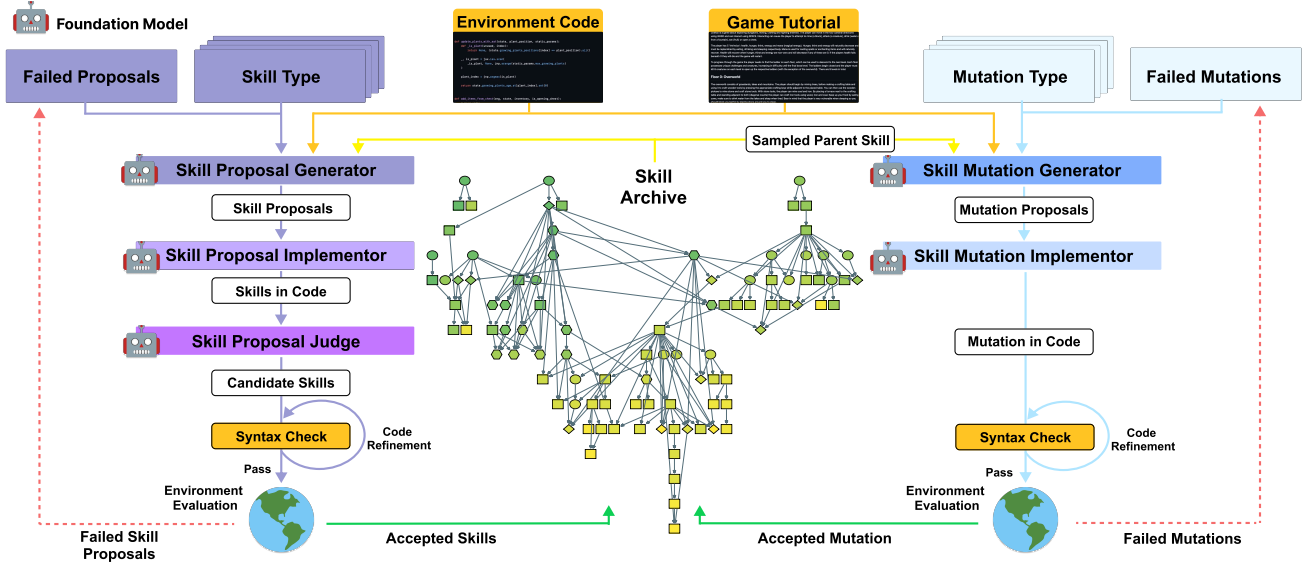 Foundation Model
Environment Code
Game Tutorial
Failed Proposals
Skill Type
Mutation Type
Failed Mutations
Sampled Parent Skill
Skill Proposal Generator
Skill
Archive
Skill Mutation Generator
Skill Proposals
Mutation Proposals
Skill Proposal Implementor
Skill Mutation Implementor
Skills in Code
Skill Proposal Judge
Mutation in Code
Candidate Skills
Syntax Check
Code
Refinement
Syntax Check
Code
Refinement
Pass
Pass
Environment
Evaluation
Environment
Evaluation
Failed Skill
Proposals
Accepted Skills
Accepted Mutation
Failed Mutations